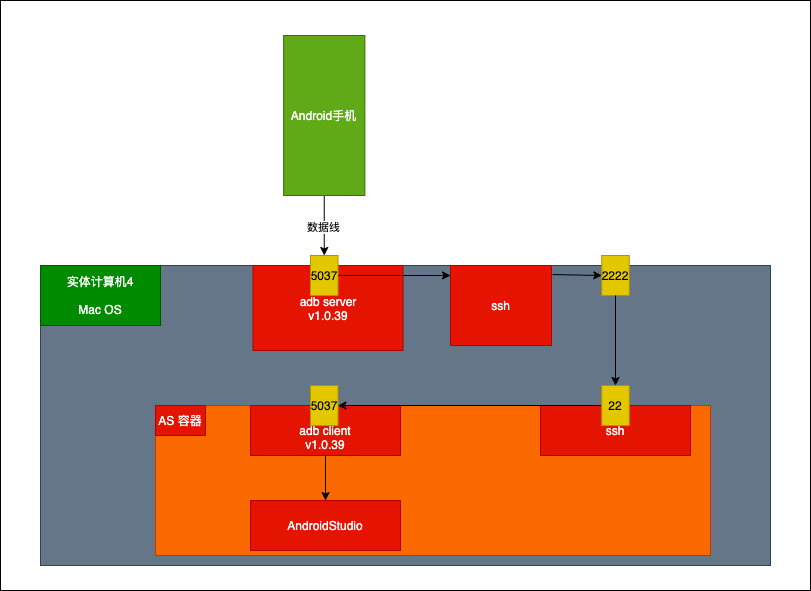 Android手机
数据线
实体计算机4
Mac OS
5037
adb server
v1.0.39
ssh
2222
AS 容器
5037
adb client
v1.0.39
22
ssh
AndroidStudio